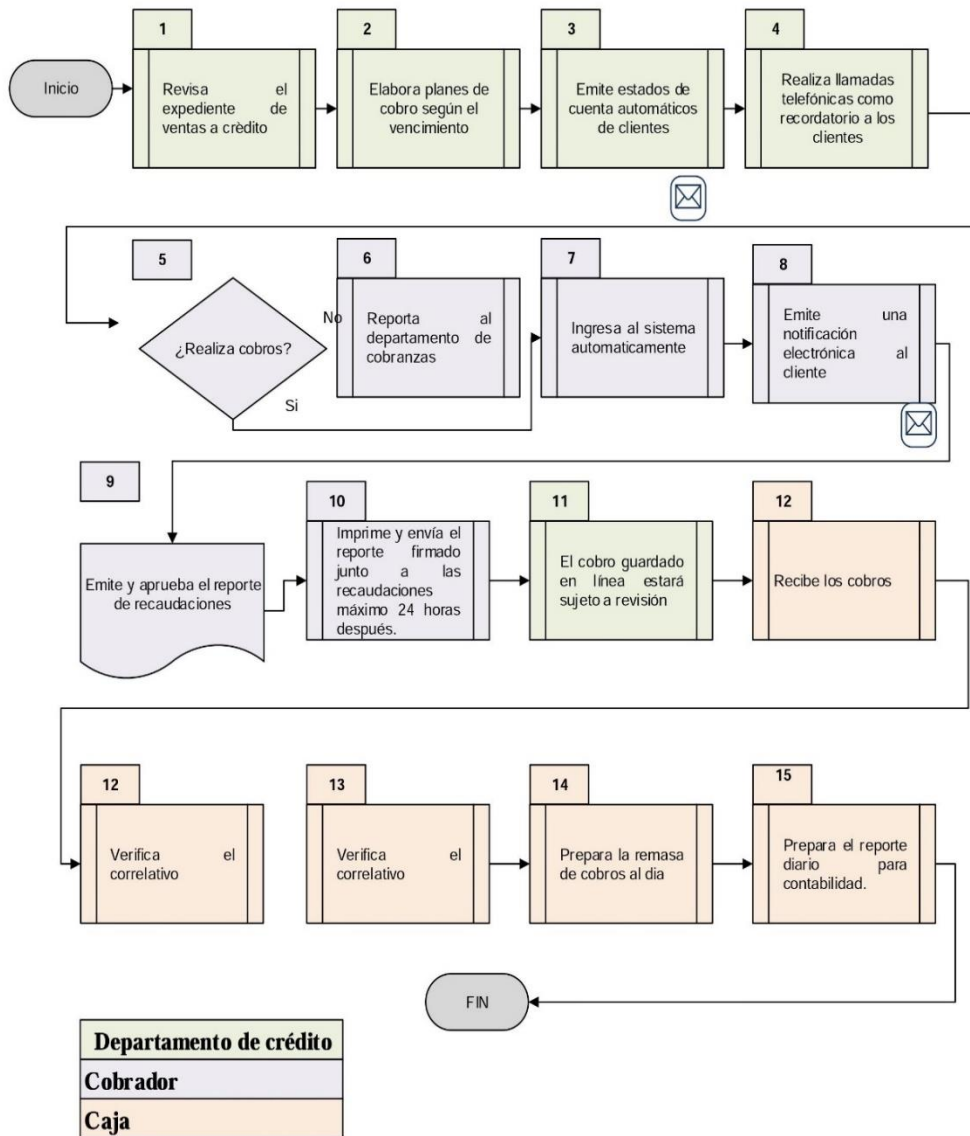 1
2
3
4
Inicio
Revisa el
expediente de
ventas a crèdito
Elabora planes de
cobro según el
vencimiento
Emite estados de
cuenta automáticos
de clientes
Realiza llamadas
telefónicas como
recordatorio a los
clientes
5
6
7
8
¿Realiza cobros?
No
Si
Reporta al
departamento de
cobranzas
Ingresa al sistema
automaticamente
Emite una
notificación
electrónica al
cliente
9
10
11
12
Emite y aprueba el reporte
de recaudaciones
Imprime y envía el
reporte firmado
junto a las
recaudaciones
máximo 24 horas
después.
El cobro guardado
en línea estará
sujeto a revisión
Recibe los cobros
12
13
14
15
Verifica el
correlativo
Verifica el
correlativo
Prepara la remasa
de cobros al dia
Prepara el reporte
diario para
contabilidad.
FIN
Departamento de crédito
Cobrador
Caja